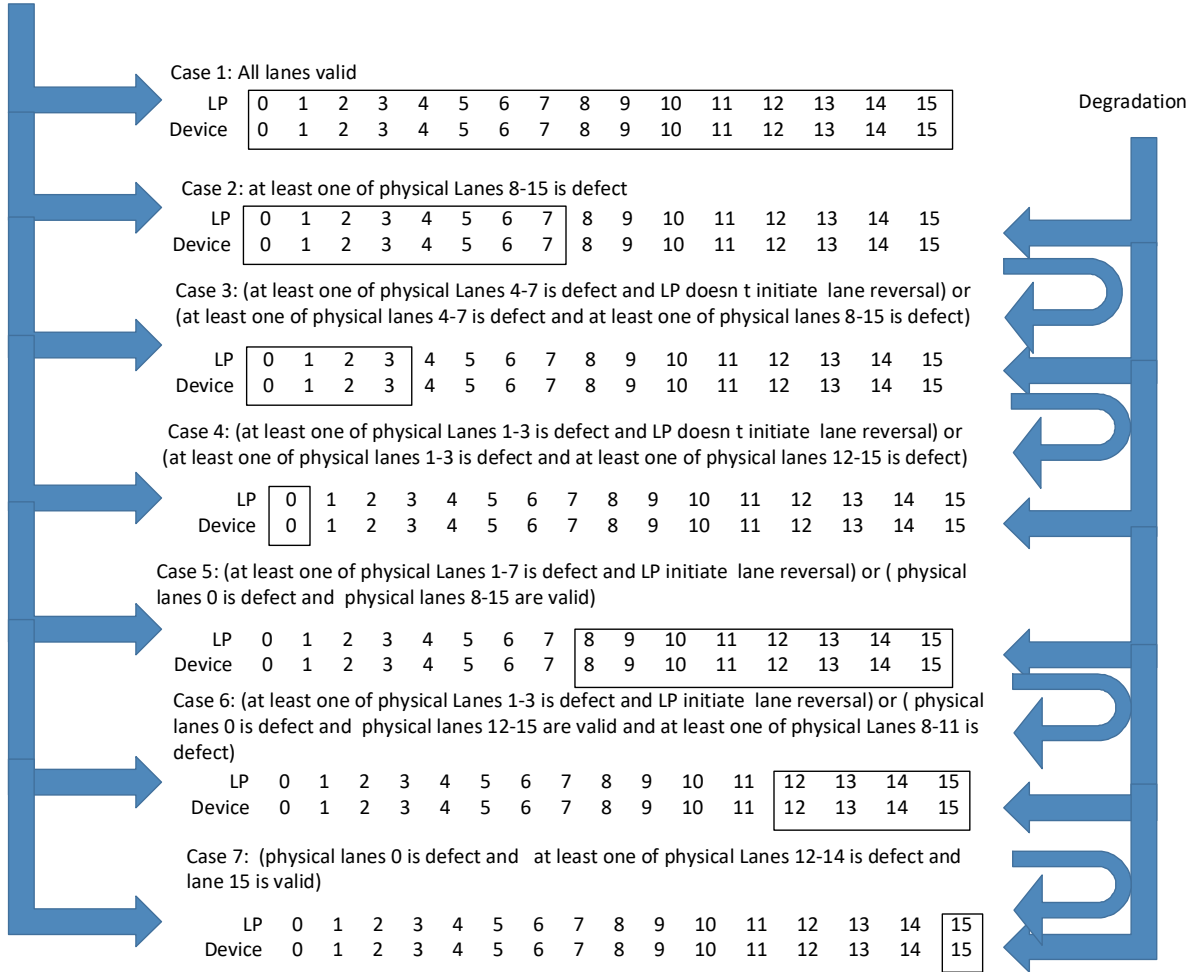 Case 1: All lanes valid
LP 0 1 2 3 4 5 6 7 8 9 10 11 12 13 14 15
Degradation
Device 0 1 2 3 4 5 6 7 8 9 10 11 12 13 14 15
Case 2: at least one of physical Lanes 8-15 is defect
LP 0 1 2 3 4 5 6 7 8 9 10 11 12 13 14 15
Device 0 1 2 3 4 5 6 7 8 9 10 11 12 13 14 15
Case 3: (at least one of physical Lanes 4-7 is defect and LP doesn t initiate lane reversal) or
(at least one of physical lanes 4-7 is defect and at least one of physical lanes 8-15 is defect)
LP 0 1 2 3 4 5 6 7 8 9 10 11 12 13 14 15
Device 0 1 2 3 4 5 6 7 8 9 10 11 12 13 14 15
Case 4: (at least one of physical Lanes 1-3 is defect and LP doesn t initiate lane reversal) or
(at least one of physical lanes 1-3 is defect and at least one of physical lanes 12-15 is defect)
LP 0 1 2 3 4 5 6 7 8 9 10 11 12 13 14 15
Device 0 1 2 3 4 5 6 7 8 9 10 11 12 13 14 15
Case 5: (at least one of physical Lanes 1-7 is defect and LP initiate lane reversal) or ( physical
lanes 0 is defect and physical lanes 8-15 are valid)
LP 0 1 2 3 4 5 6 7 8 9 10 11 12 13 14 15
Device 0 1 2 3 4 5 6 7 8 9 10 11 12 13 14 15
Case 6: (at least one of physical Lanes 1-3 is defect and LP initiate lane reversal) or ( physical
lanes 0 is defect and physical lanes 12-15 are valid and at least one of physical Lanes 8-11 is
defect)
LP 0 1 2 3 4 5 6 7 8 9 10 11 12 13 14 15
Device 0 1 2 3 4 5 6 7 8 9 10 11 12 13 14 15
Case 7: (physical lanes 0 is defect and at least one of physical Lanes 12-14 is defect and
lane 15 is valid)
LP 0 1 2 3 4 5 6 7 8 9 10 11 12 13 14 15
Device 0 1 2 3 4 5 6 7 8 9 10 11 12 13 14 15